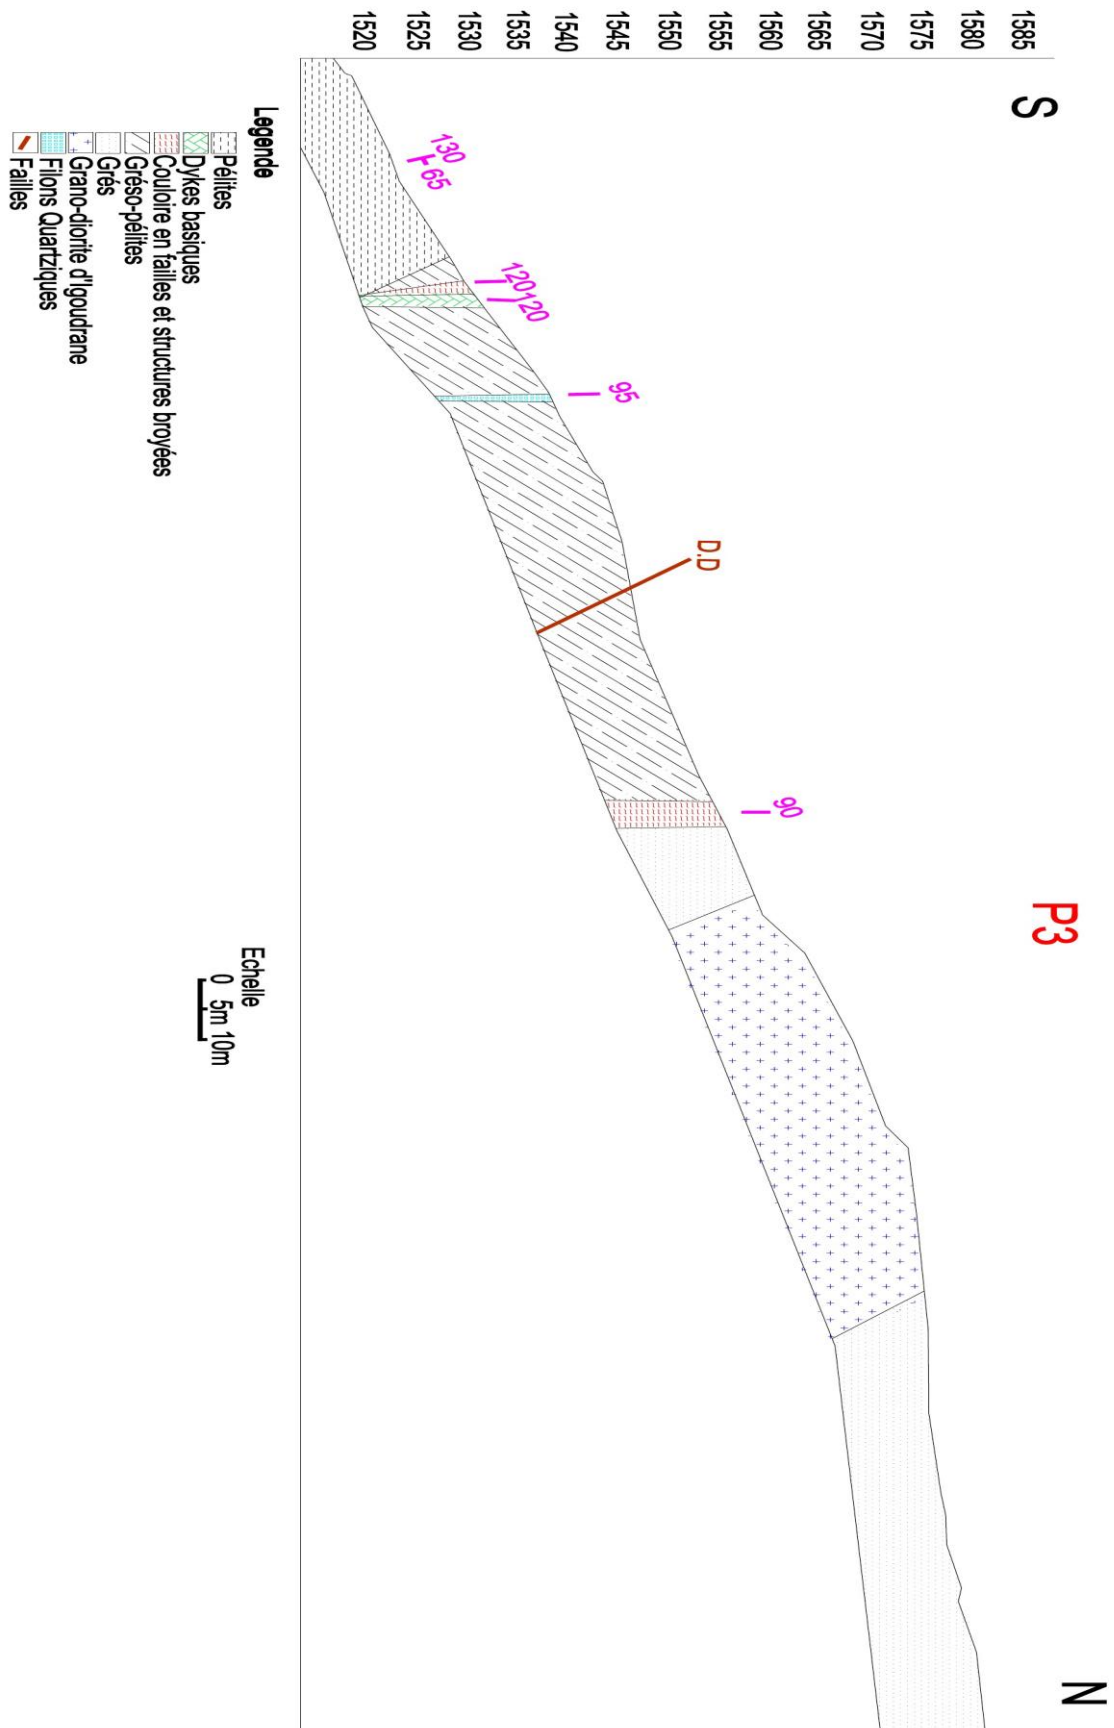 S
P3
N
1585
1580
1575
1570
1565
1560
1555
1550
1545
1540
1535
1530
1525
1520
130
65
120
120
95
D.D
90
Legende
Pélites
Dykes basiques
Couloire en failles et structures broyées
Gréso-pélites
Grés
Grano-diorite d'Igoudrane
Filons Quartziques
Failles
Echelle
0 5m 10m